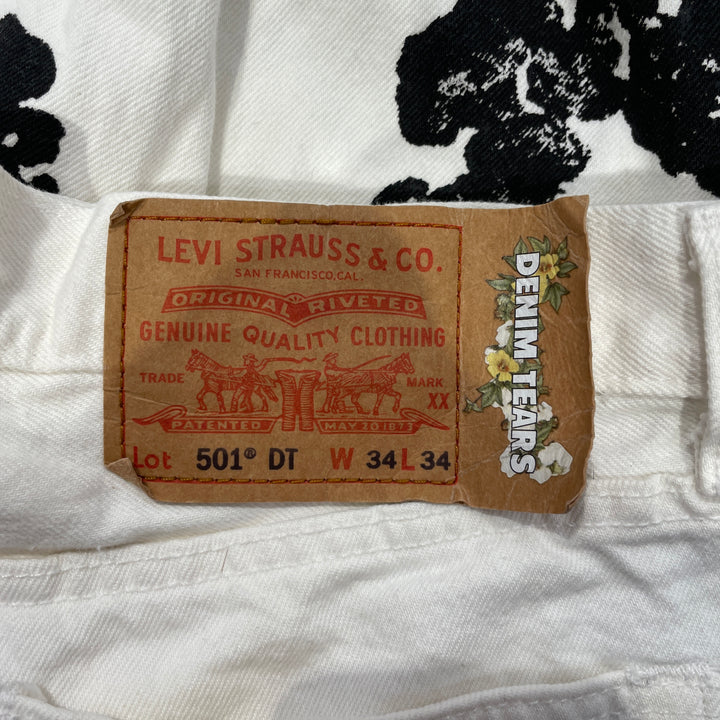 LEVI STRAUSS & CO.
SAN FRANCISCO, CAL.
ORIGINAL RIVETED
GENUINE QUALITY CLOTHING
TRADE MARK
XX
PATENTED MAY 20 1873
Lot 501® DT W 34 L 34
DENIM TEARS